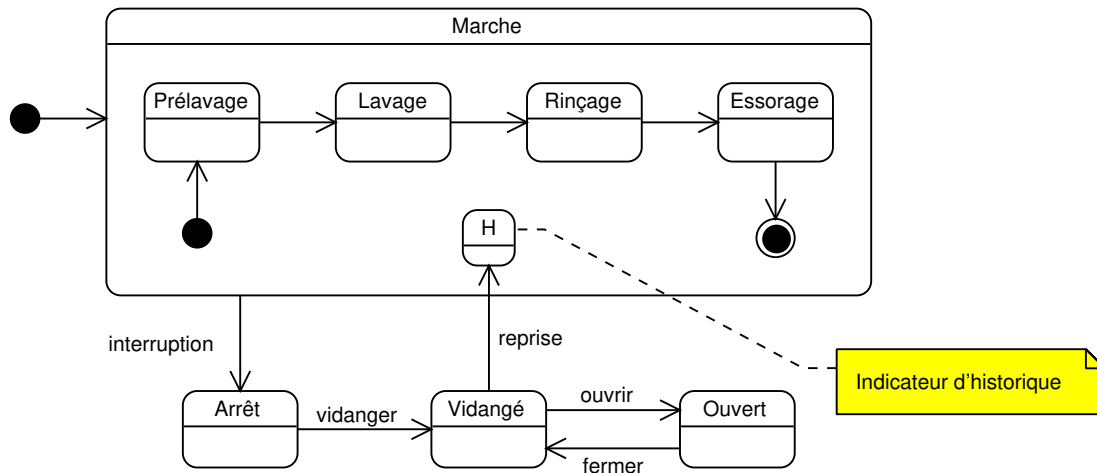 Marche
Prélavage
Lavage
Rinçage
Essorage
H
interruption
reprise
Indicateur d'historique
Arrêt
vidanger
Vidangé
ouvrir
fermer
Ouvert